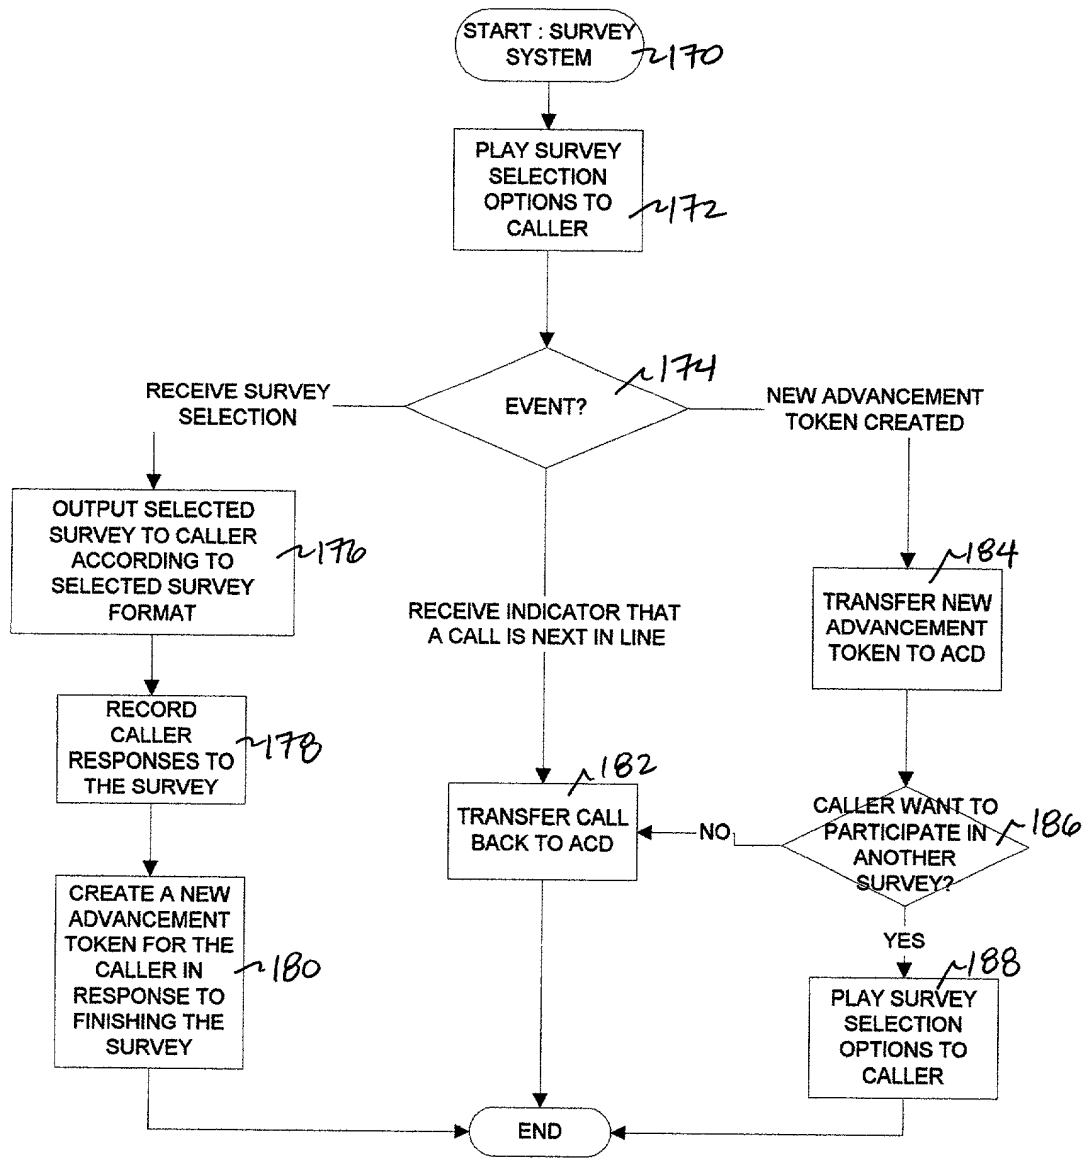 START : SURVEY
SYSTEM
170
PLAY SURVEY
SELECTION
OPTIONS TO
CALLER
172
174
EVENT?
RECEIVE SURVEY
SELECTION
NEW ADVANCEMENT
TOKEN CREATED
OUTPUT SELECTED
SURVEY TO CALLER
ACCORDING TO
SELECTED SURVEY
FORMAT
176
RECEIVE INDICATOR THAT
A CALL IS NEXT IN LINE
184
TRANSFER NEW
ADVANCEMENT
TOKEN TO ACD
RECORD
CALLER
RESPONSES TO
THE SURVEY
178
182
TRANSFER CALL
BACK TO ACD
NO
CALLER WANT TO
PARTICIPATE IN
ANOTHER
SURVEY?
186
CREATE A NEW
ADVANCEMENT
TOKEN FOR THE
CALLER IN
RESPONSE TO
FINISHING THE
SURVEY
180
YES
188
PLAY SURVEY
SELECTION
OPTIONS TO
CALLER
END